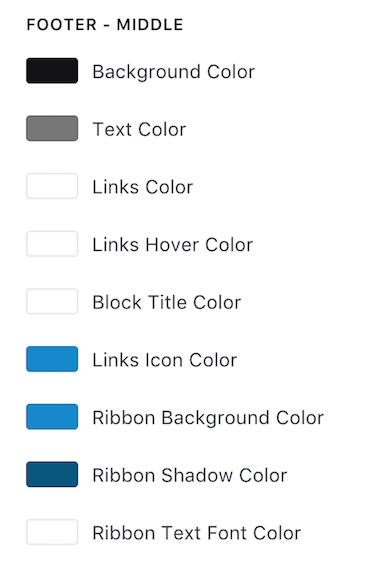 FOOTER - MIDDLE
Background Color
Text Color
Links Color
Links Hover Color
Block Title Color
Links Icon Color
Ribbon Background Color
Ribbon Shadow Color
Ribbon Text Font Color